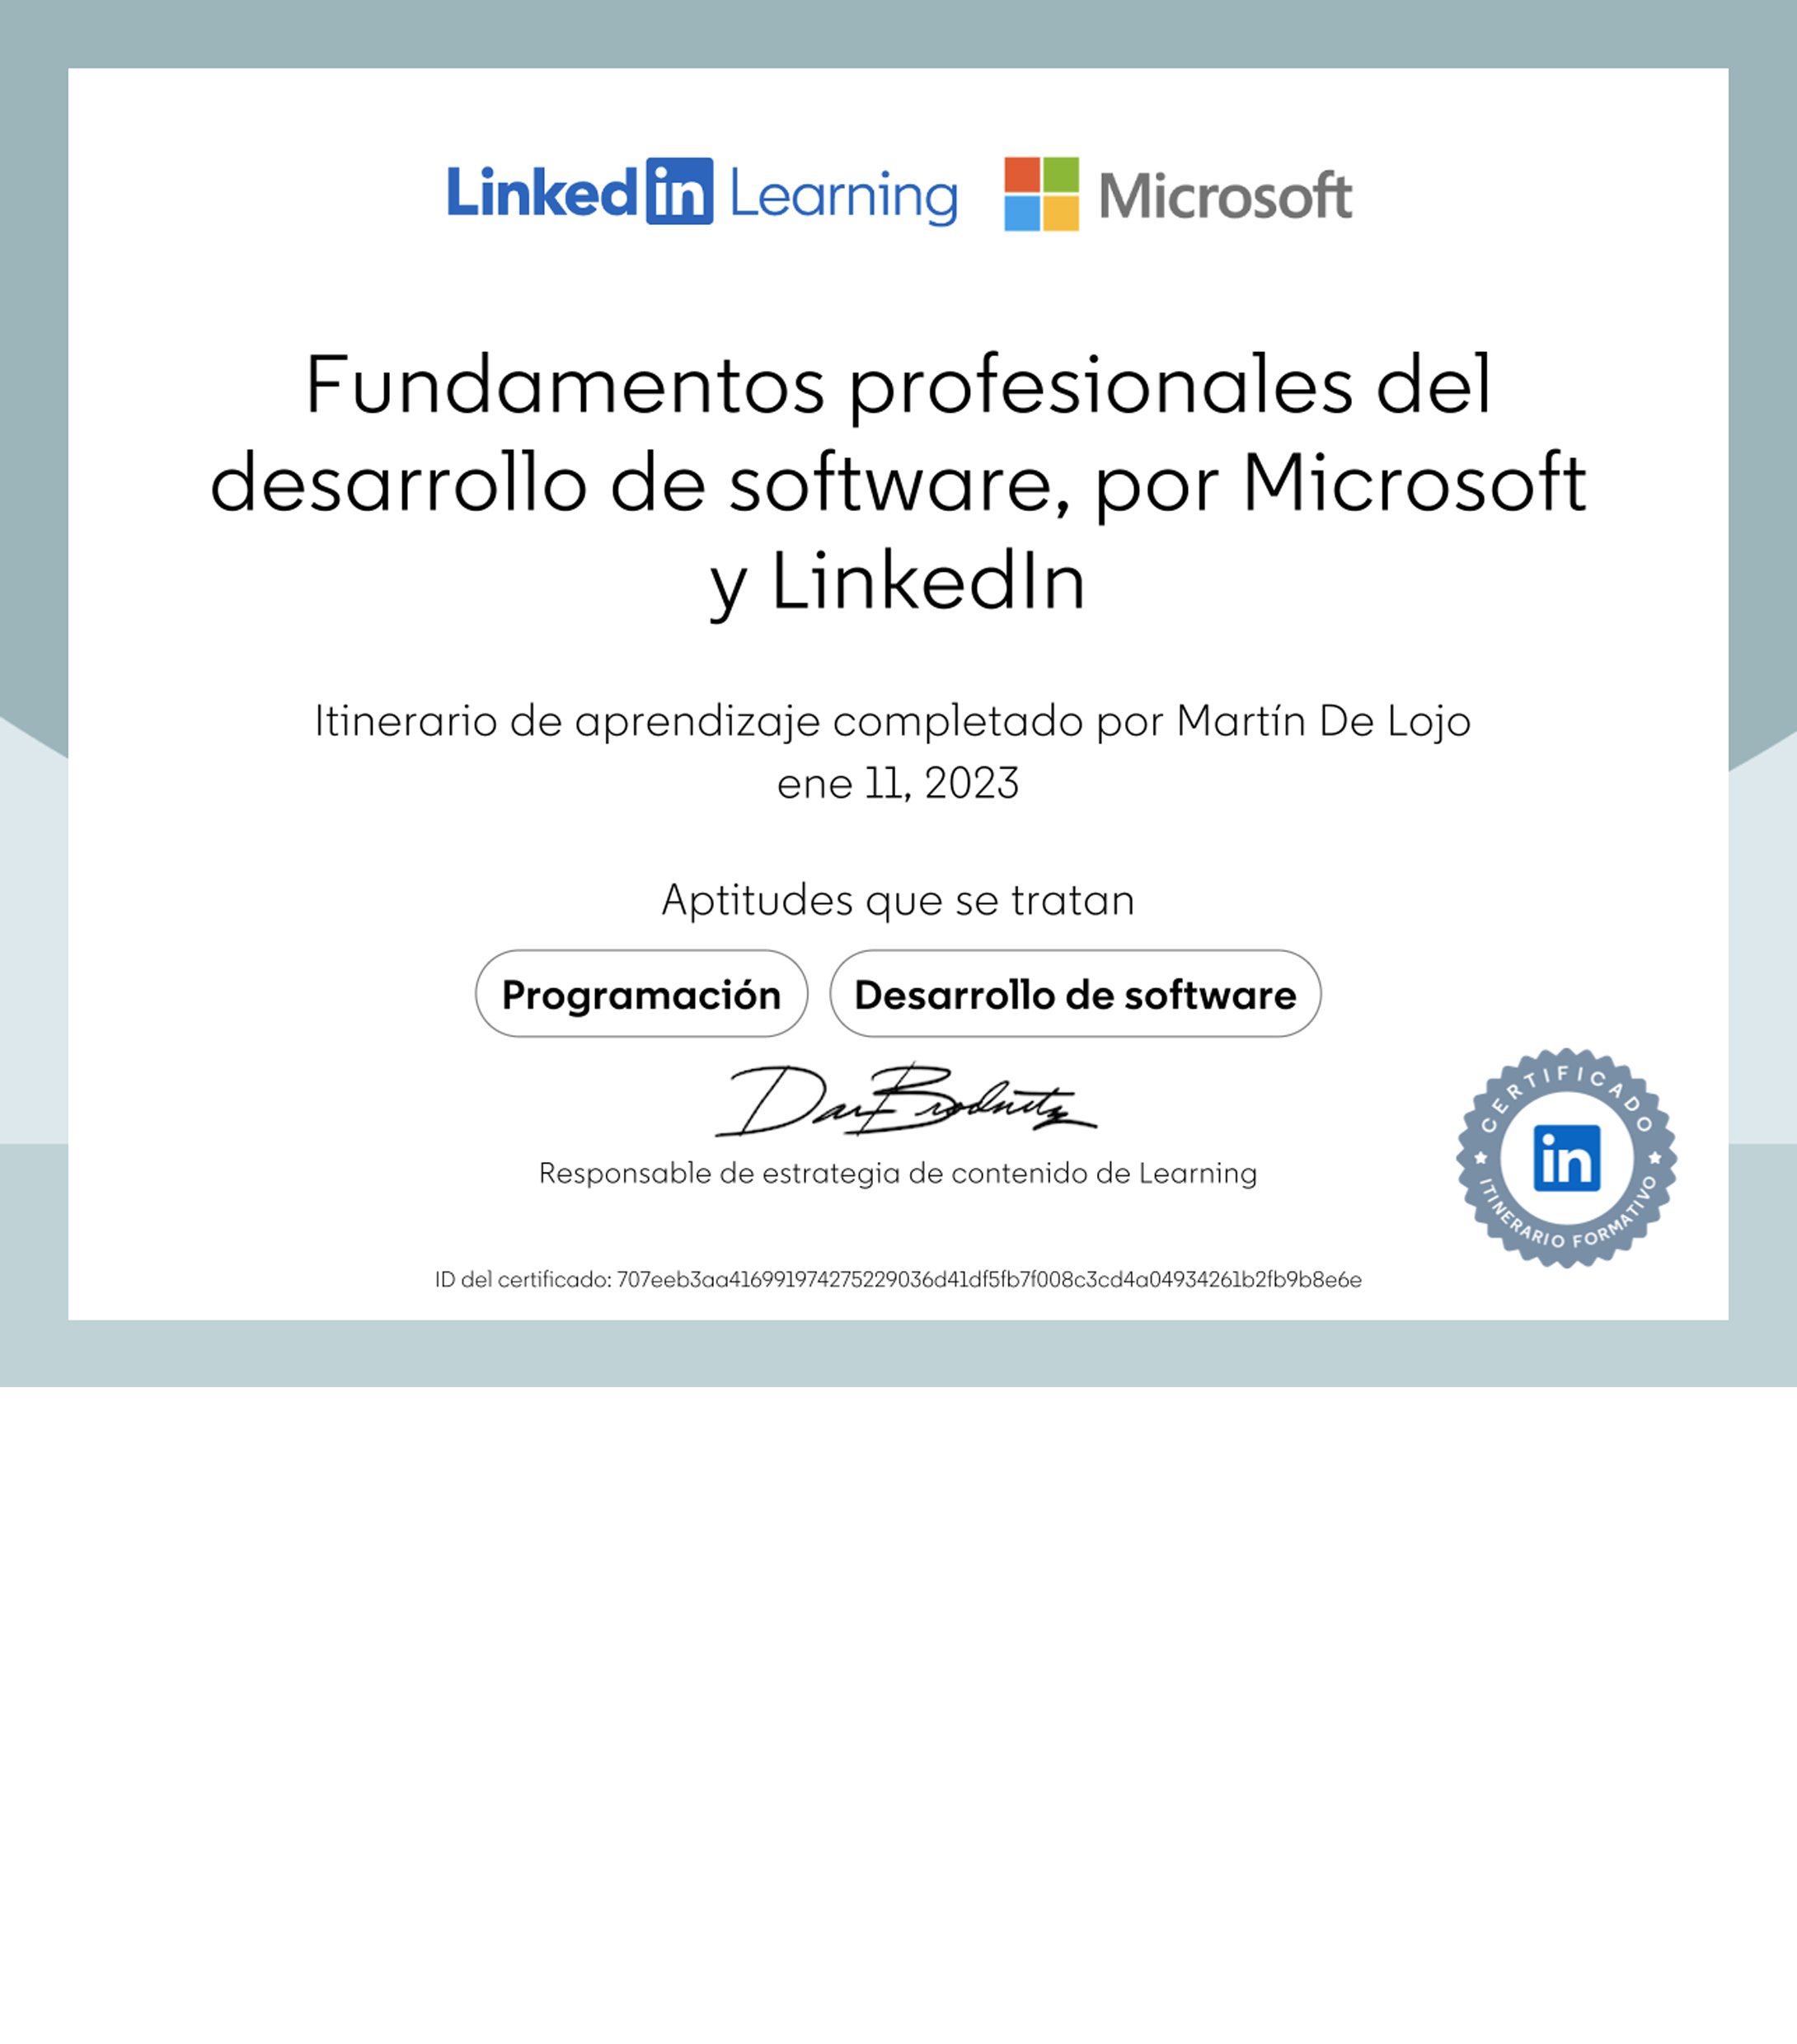 LinkedIn Learning Microsoft
Fundamentos profesionales del
desarrollo de software, por Microsoft
y LinkedIn
Itinerario de aprendizaje completado por Martín De Lojo
ene 11, 2023
Aptitudes que se tratan
Programación Desarrollo de software
Dan Brodnitz
Responsable de estrategia de contenido de Learning
CERTIFICADO
in
ITINERARIO FORMATIVO
ID del certificado: 707eeb3aa416991974275229036d41df5fb7f008c3cd4a04934261b2fb9b8e6e